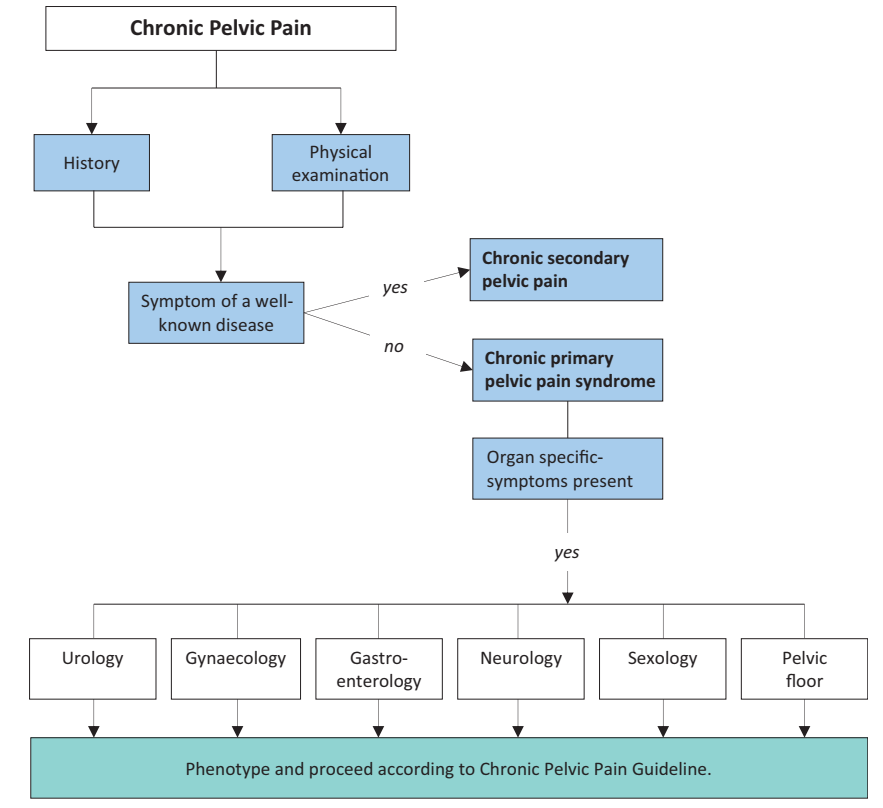 Chronic Pelvic Pain
History
Physical
examination
Symptom of a well-
known disease
yes
no
Chronic secondary
pelvic pain
Chronic primary
pelvic pain syndrome
Organ specific-
symptoms present
yes
Urology
Gynaecology
Gastro-
enterology
Neurology
Sexology
Pelvic
floor
Phenotype and proceed according to Chronic Pelvic Pain Guideline.